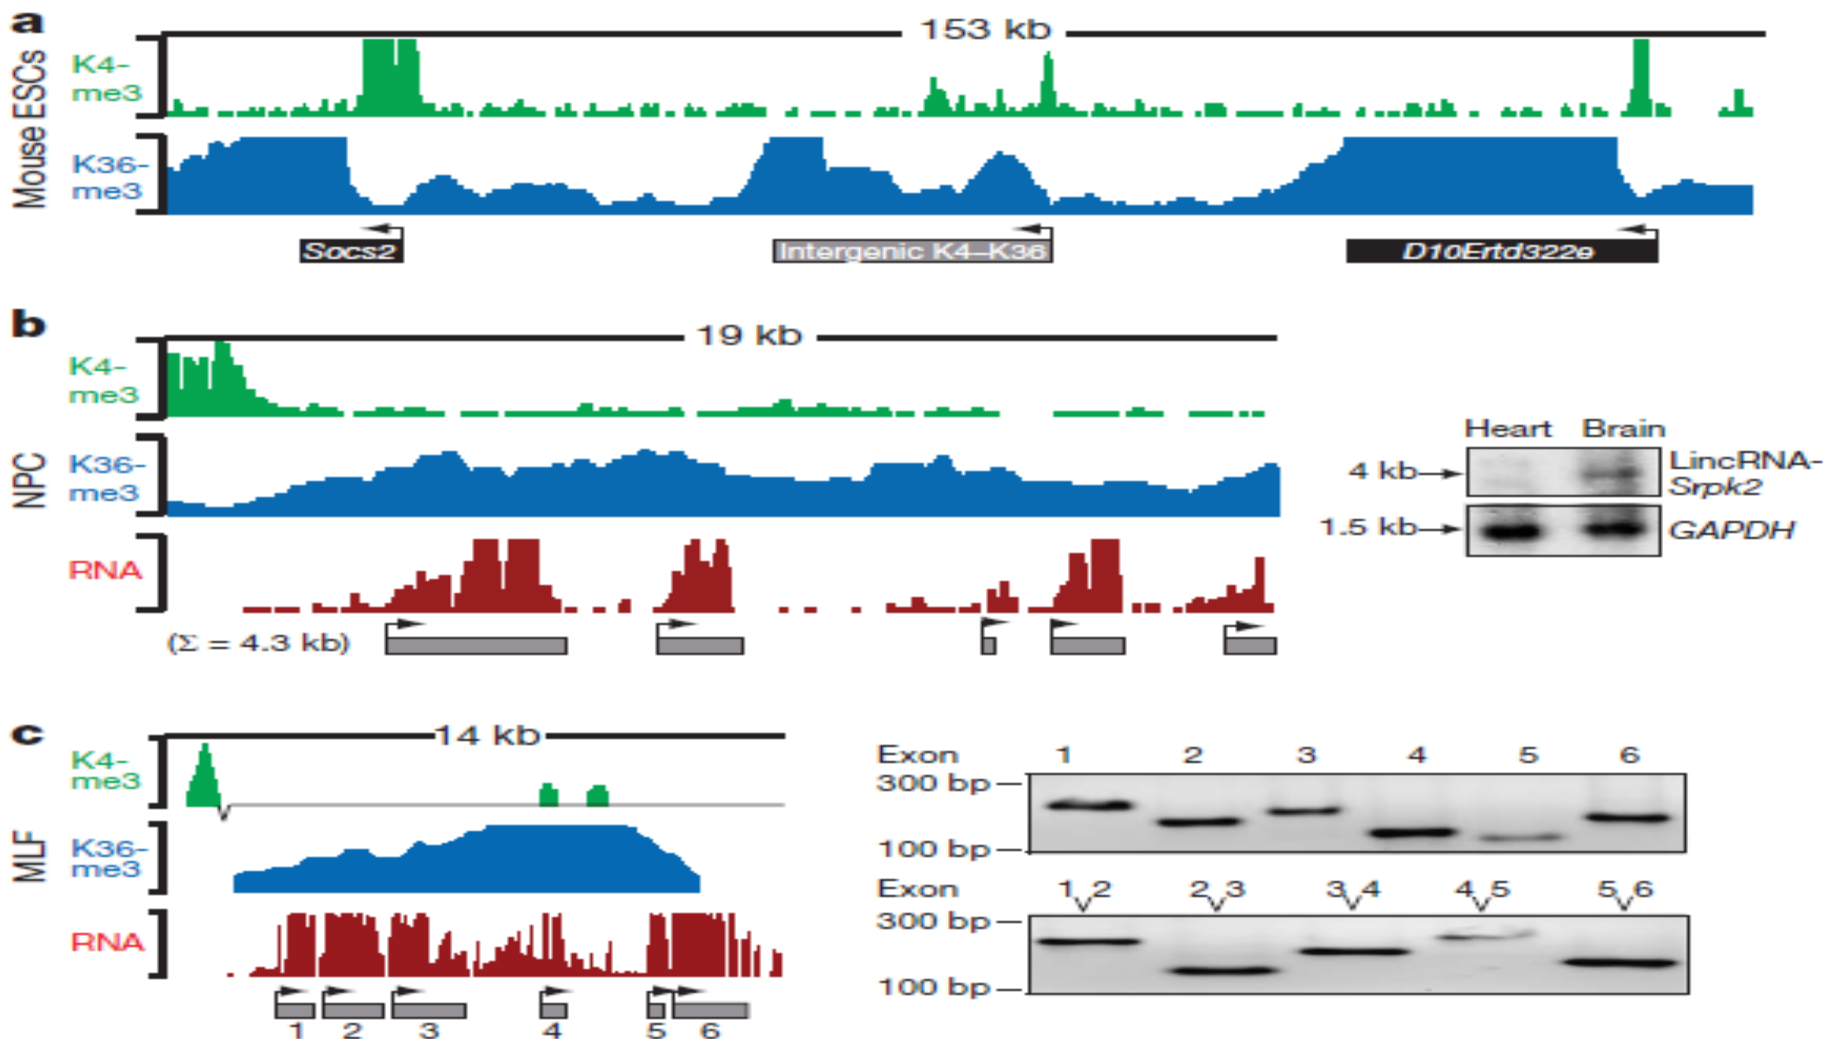 a
153 kb
Mouse ESCs
K4-
me3
K36-
me3
Socs2
Intergenic K4–K36
D10Ertd322e
b
19 kb
NPC
K4-
me3
K36-
me3
RNA
(Σ = 4.3 kb)
Heart Brain
4 kb
LincRNA-
Srpk2
1.5 kb
GAPDH
c
14 kb
MLF
K4-
me3
K36-
me3
RNA
1 2 3 4 5 6
Exon 1 2 3 4 5 6
300 bp
100 bp
Exon 1 2 2 3 3 4 4 5 5 6
300 bp
100 bp